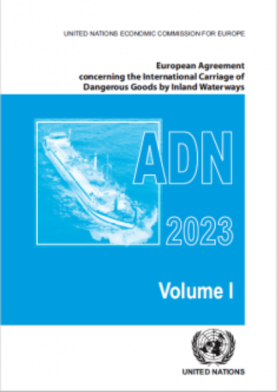 UNITED NATIONS ECONOMIC COMMISSION FOR EUROPE
European Agreement
concerning the International Carriage of
Dangerous Goods by Inland Waterways
ADN
2023
Volume I
UNITED NATIONS